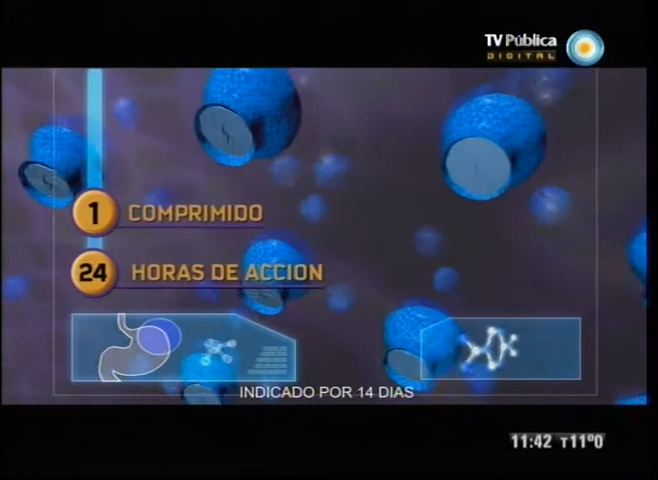 TV Pública
DIGITAL
1 COMPRIMIDO
24 HORAS DE ACCION
INDICADO POR 14 DIAS
11:42 T11º0